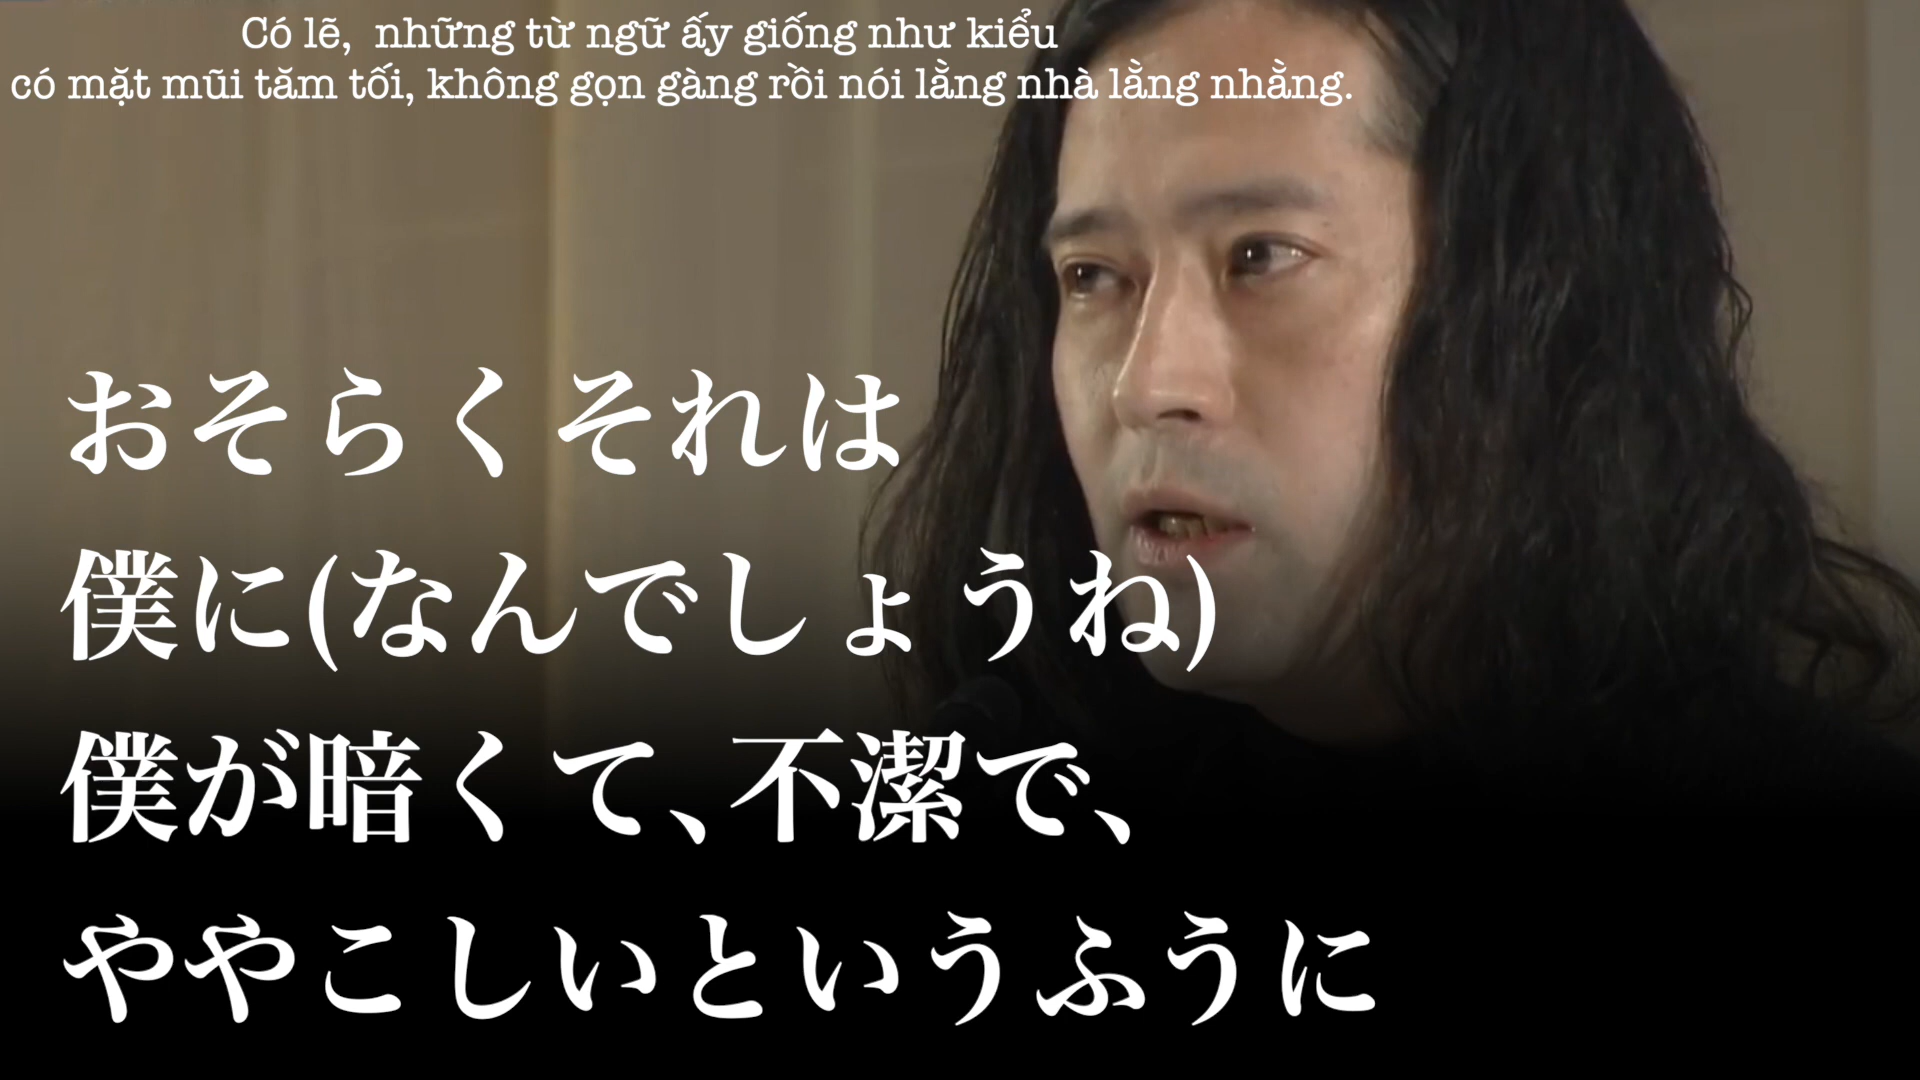 Có lẽ, những từ ngữ ấy giống như kiểu
có mặt mũi tăm tối, không gọn gàng rồi nói lằng nhà lằng nhằng.
おそらくそれは
僕に(なんでしょうね)
僕が暗くて、不潔で、
ややこしいというふうに